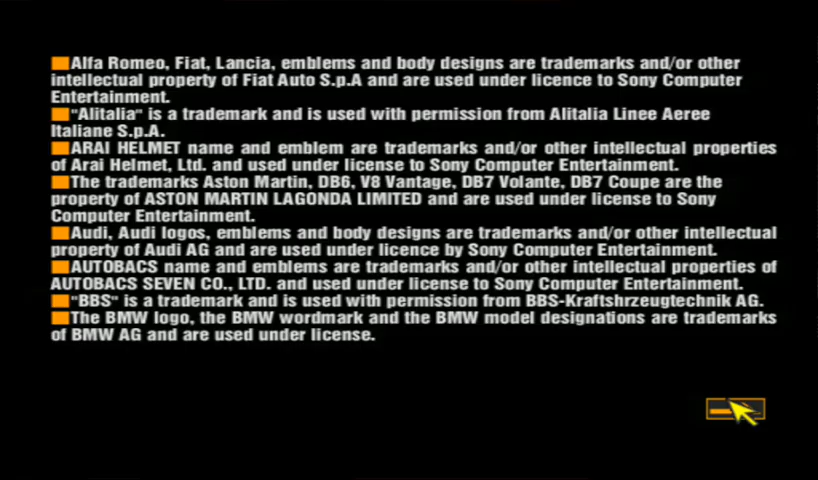 Alfa Romeo, Fiat, Lancia, emblems and body designs are trademarks and/or other
intellectual property of Fiat Auto S.p.A and are used under licence to Sony Computer
Entertainment.
"Alitalia" is a trademark and is used with permission from Alitalia Linee Aeree
Italiane S.p.A.
ARAI HELMET name and emblem are trademarks and/or other intellectual properties
of Arai Helmet, Ltd. and used under license to Sony Computer Entertainment.
The trademarks Aston Martin, DB6, V8 Vantage, DB7 Volante, DB7 Coupe are the
property of ASTON MARTIN LAGONDA LIMITED and are used under license to Sony
Computer Entertainment.
Audi, Audi logos, emblems and body designs are trademarks and/or other intellectual
property of Audi AG and are used under licence by Sony Computer Entertainment.
AUTOBACS name and emblems are trademarks and/or other intellectual properties of
AUTOBACS SEVEN CO., LTD. and used under license to Sony Computer Entertainment.
"BBS" is a trademark and is used with permission from BBS-Kraftshrzeugtechnik AG.
The BMW logo, the BMW wordmark and the BMW model designations are trademarks
of BMW AG and are used under license.